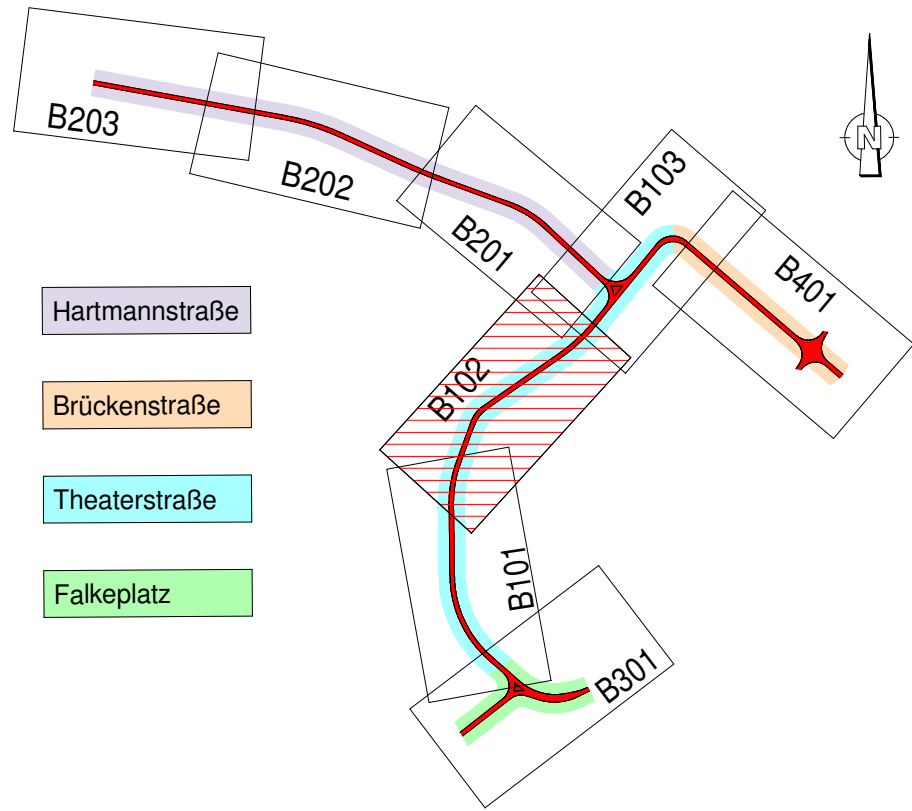 B203
B202
B201
B103
B401
N
Hartmannstraße
Brückenstraße
B102
Theaterstraße
B101
Falkeplatz
B301